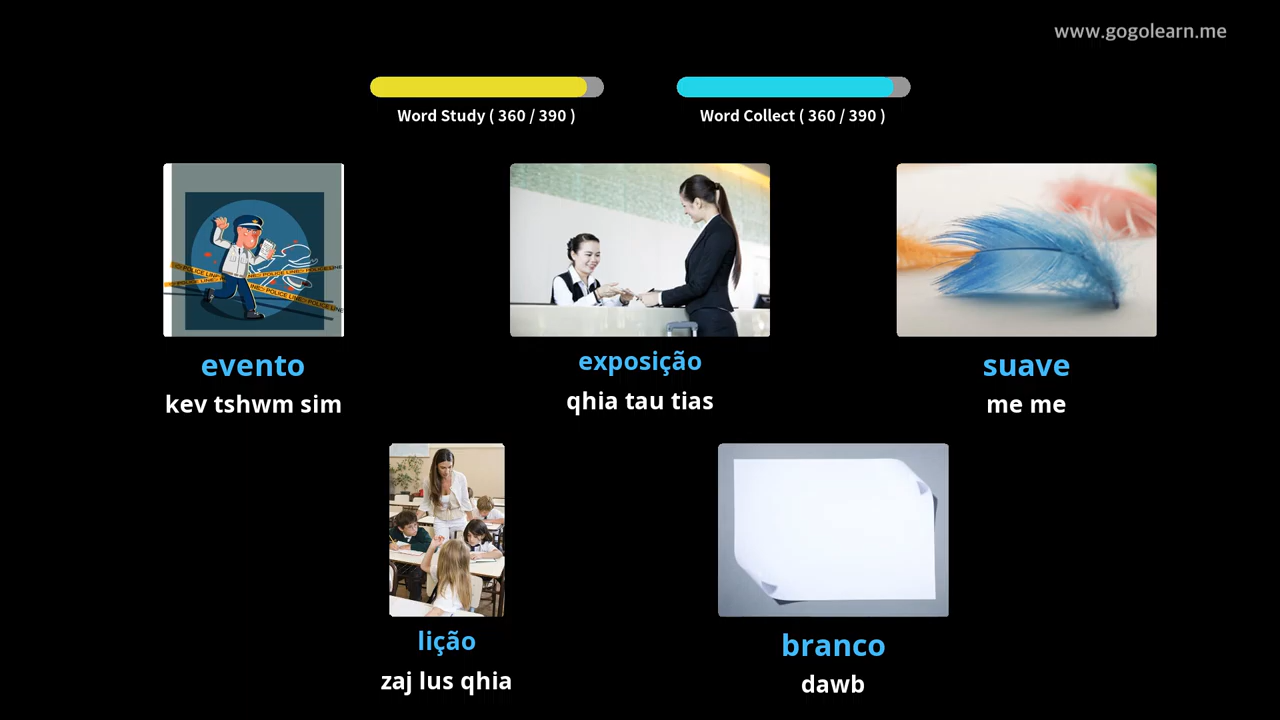 www.gogolearn.me
Word Study ( 360 / 390 )
Word Collect ( 360 / 390 )
evento
kev tshwm sim
exposição
qhia tau tias
suave
me me
lição
zaj lus qhia
branco
dawb